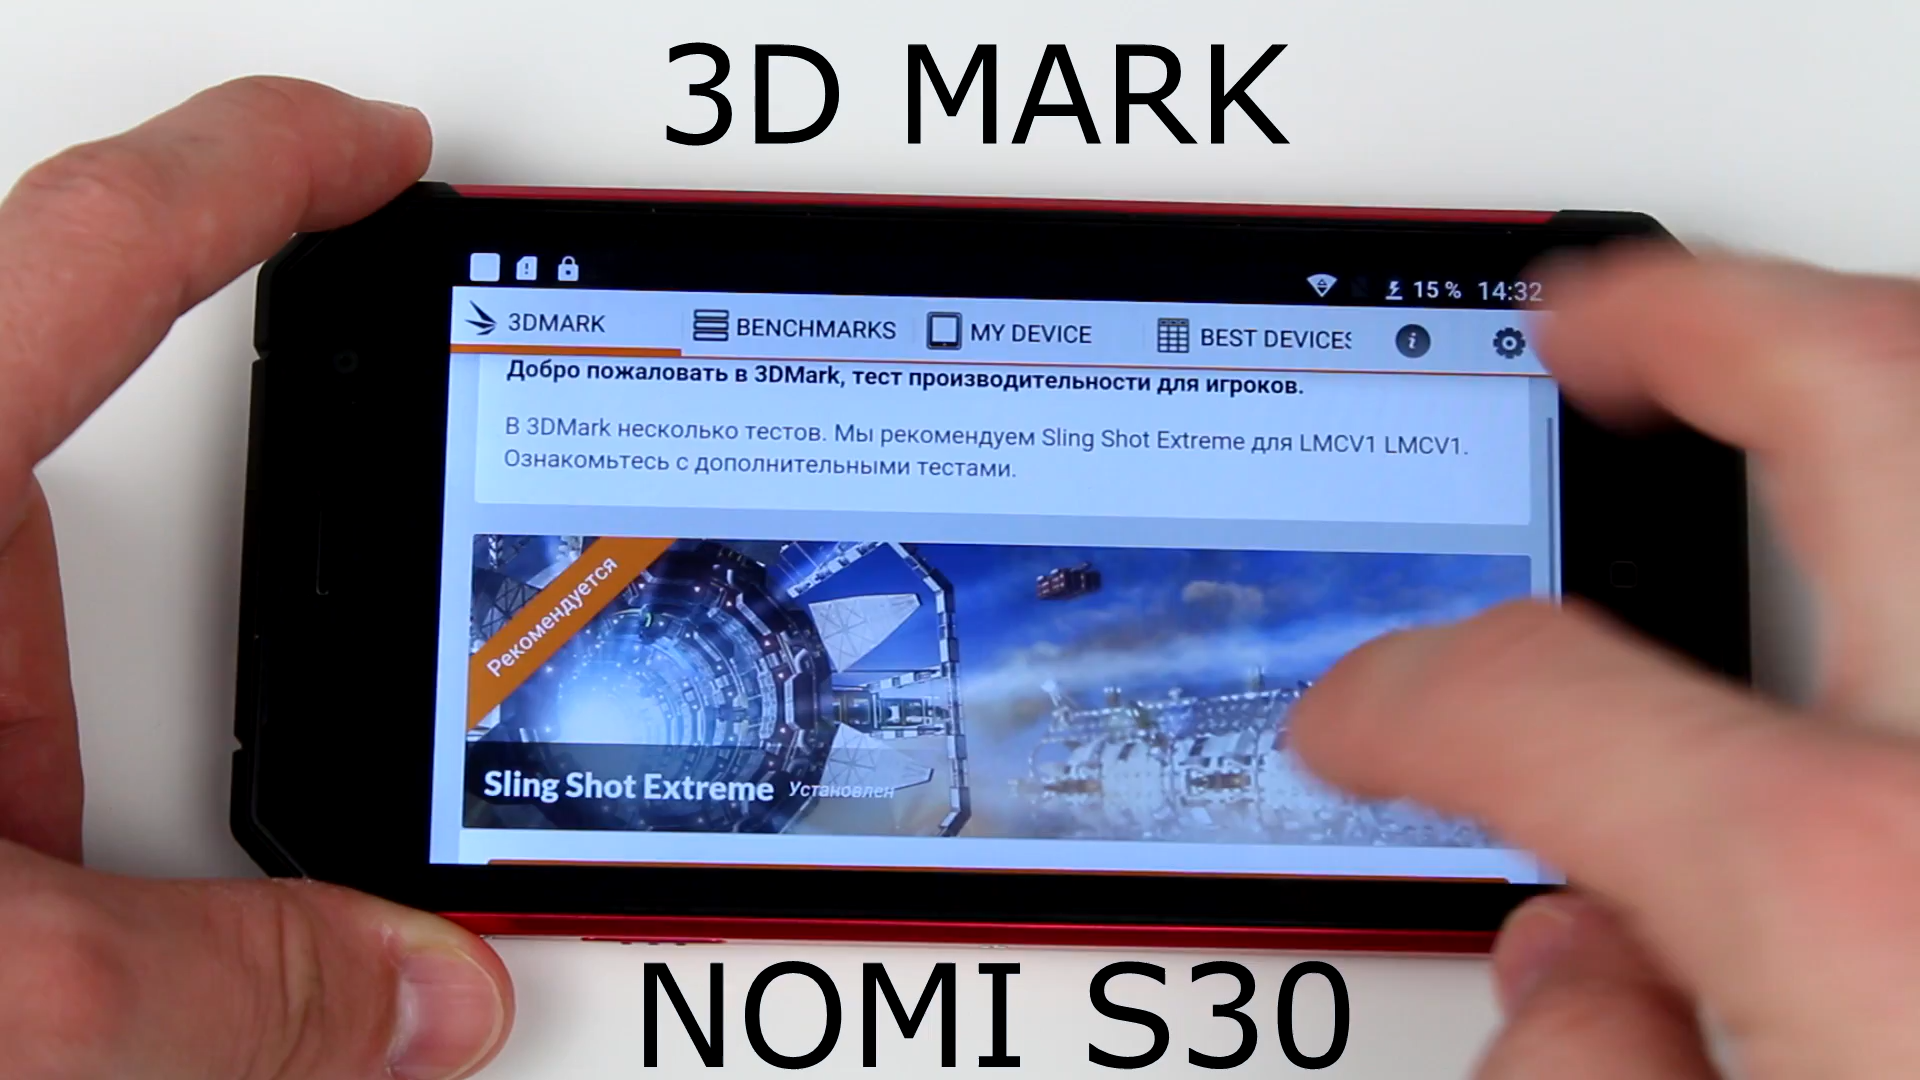 3D MARK
15 % 14:32
3DMARK BENCHMARKS MY DEVICE BEST DEVICES
Добро пожаловать в 3DMark, тест производительности для игроков.
В 3DMark несколько тестов. Мы рекомендуем Sling Shot Extreme для LMCV1 LMCV1.
Ознакомьтесь с дополнительными тестами.
Рекомендуется
Sling Shot Extreme Установлен
NOMI S30